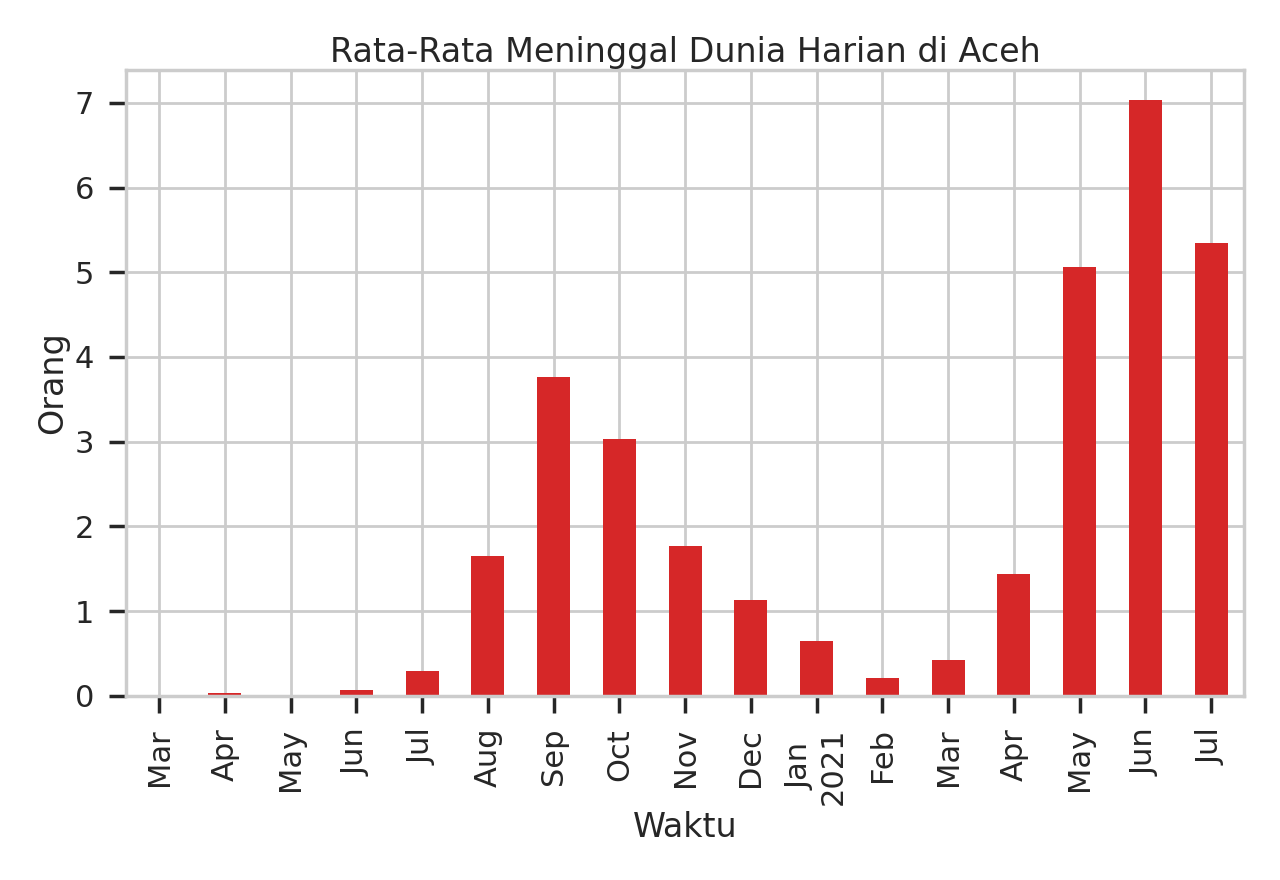 Rata-Rata Meninggal Dunia Harian di Aceh
7
6
5
4
3
2
1
0
Orang
Mar
Apr
May
Jun
Jul
Aug
Sep
Oct
Nov
Dec
Jan
2021
Feb
Mar
Apr
May
Jun
Jul
Waktu